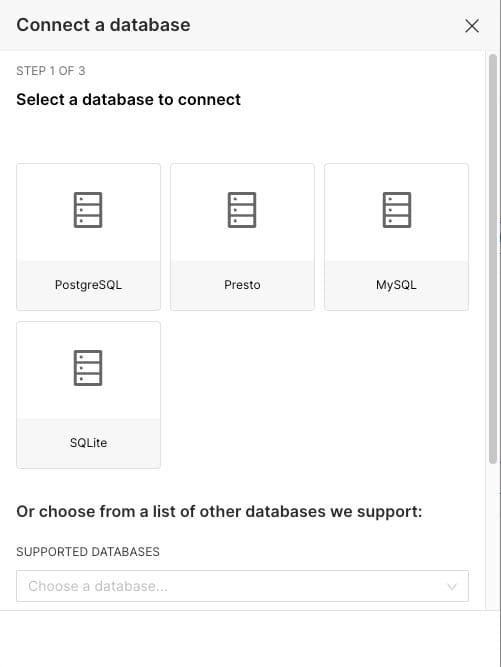 Connect a database
STEP 1 OF 3
Select a database to connect
PostgreSQL
Presto
MySQL
SQLite
Or choose from a list of other databases we support:
SUPPORTED DATABASES
Choose a database...